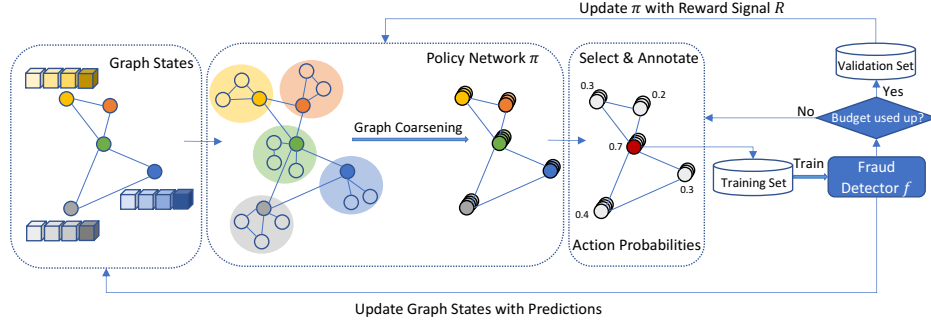 Update π with Reward Signal R
Graph States
Policy Network π
Select & Annotate
Validation Set
0.3
0.2
No
Yes
Graph Coarsening
Budget used up?
0.7
Train
Training Set
Fraud
Detector f
0.3
0.4
Action Probabilities
Update Graph States with Predictions